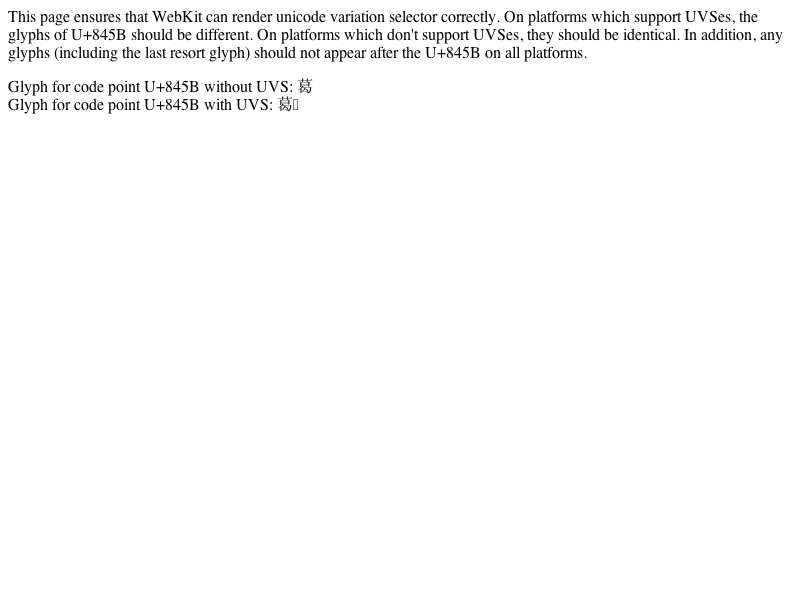 This page ensures that WebKit can render unicode variation selector correctly. On platforms which support UVSes, the
glyphs of U+845B should be different. On platforms which don't support UVSes, they should be identical. In addition, any
glyphs (including the last resort glyph) should not appear after the U+845B on all platforms.
Glyph for code point U+845B without UVS: 葛
Glyph for code point U+845B with UVS: 葛